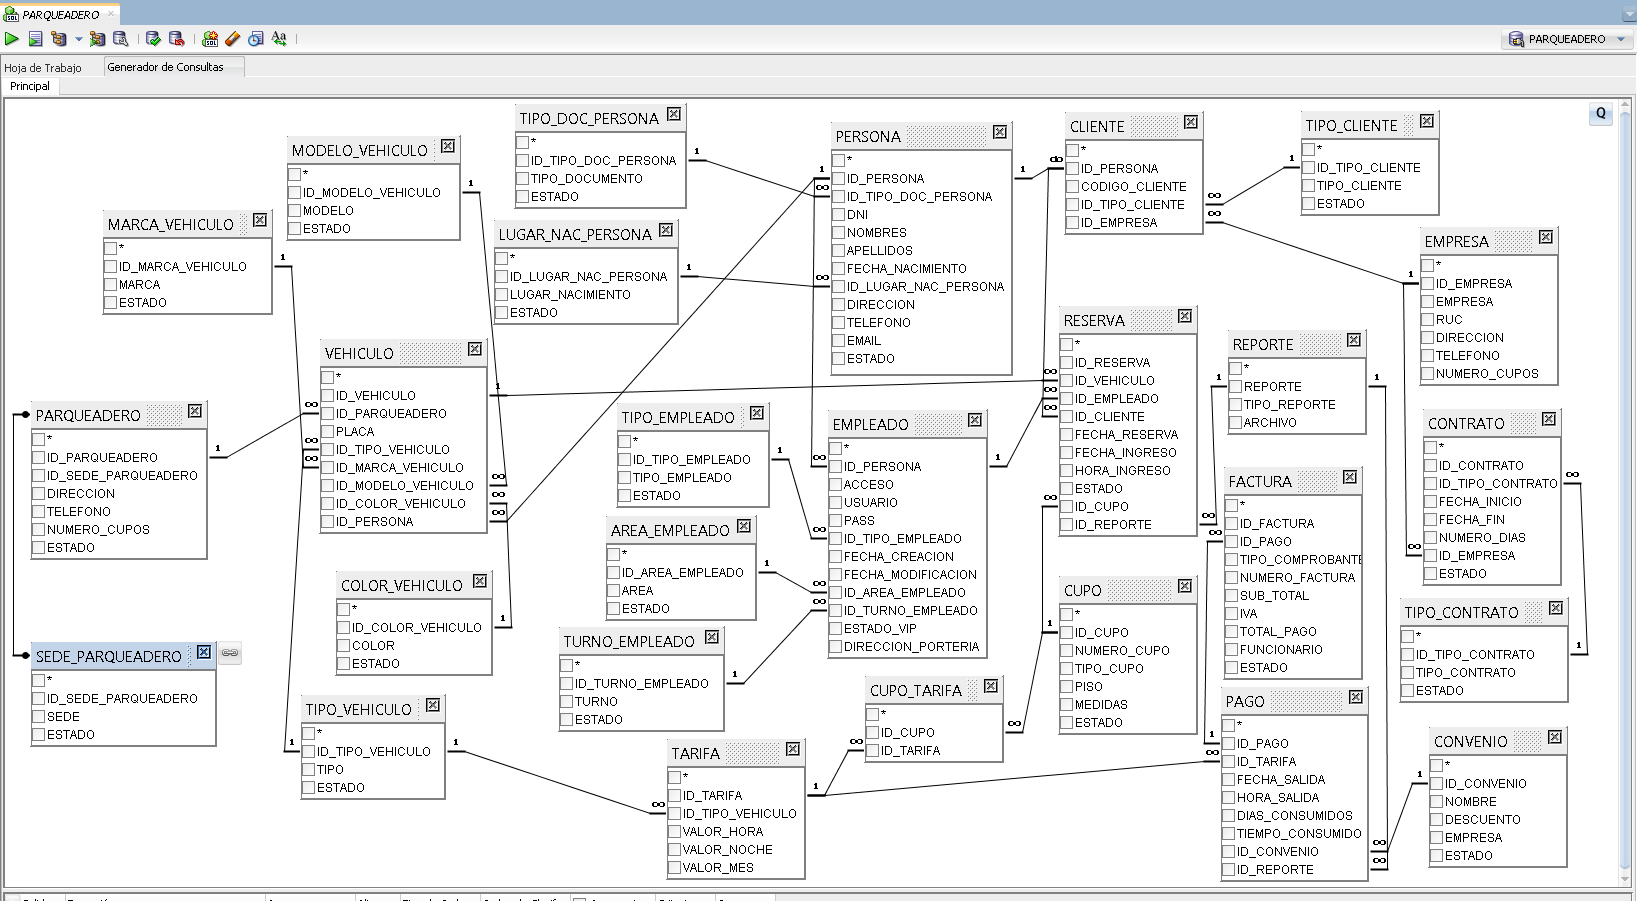 PARQUEADERO
PARQUEADERO
Hoja de Trabajo
Generador de Consultas
Principal
Q
TIPO_DOC_PERSONA
*
ID_TIPO_DOC_PERSONA
TIPO_DOCUMENTO
ESTADO
PERSONA
*
ID_PERSONA
ID_TIPO_DOC_PERSONA
DNI
NOMBRES
APELLIDOS
FECHA_NACIMIENTO
ID_LUGAR_NAC_PERSONA
DIRECCION
TELEFONO
EMAIL
ESTADO
CLIENTE
*
ID_PERSONA
CODIGO_CLIENTE
ID_TIPO_CLIENTE
ID_EMPRESA
TIPO_CLIENTE
*
ID_TIPO_CLIENTE
TIPO_CLIENTE
ESTADO
MODELO_VEHICULO
*
ID_MODELO_VEHICULO
MODELO
ESTADO
MARCA_VEHICULO
*
ID_MARCA_VEHICULO
MARCA
ESTADO
LUGAR_NAC_PERSONA
*
ID_LUGAR_NAC_PERSONA
LUGAR_NACIMIENTO
ESTADO
EMPRESA
*
ID_EMPRESA
EMPRESA
RUC
DIRECCION
TELEFONO
NUMERO_CUPOS
VEHICULO
*
ID_VEHICULO
ID_PARQUEADERO
PLACA
ID_TIPO_VEHICULO
ID_MARCA_VEHICULO
ID_MODELO_VEHICULO
ID_COLOR_VEHICULO
ID_PERSONA
RESERVA
*
ID_RESERVA
ID_VEHICULO
ID_EMPLEADO
ID_CLIENTE
FECHA_RESERVA
FECHA_INGRESO
HORA_INGRESO
ESTADO
ID_CUPO
ID_REPORTE
REPORTE
*
REPORTE
TIPO_REPORTE
ARCHIVO
PARQUEADERO
*
ID_PARQUEADERO
ID_SEDE_PARQUEADERO
DIRECCION
TELEFONO
NUMERO_CUPOS
ESTADO
TIPO_EMPLEADO
*
ID_TIPO_EMPLEADO
TIPO_EMPLEADO
ESTADO
EMPLEADO
*
ID_PERSONA
ACCESO
USUARIO
PASS
ID_TIPO_EMPLEADO
FECHA_CREACION
FECHA_MODIFICACION
ID_AREA_EMPLEADO
ID_TURNO_EMPLEADO
ESTADO_VIP
DIRECCION_PORTERIA
CONTRATO
*
ID_CONTRATO
ID_TIPO_CONTRATO
FECHA_INICIO
FECHA_FIN
NUMERO_DIAS
ID_EMPRESA
ESTADO
FACTURA
*
ID_FACTURA
ID_PAGO
TIPO_COMPROBANTE
NUMERO_FACTURA
SUB_TOTAL
IVA
TOTAL_PAGO
FUNCIONARIO
ESTADO
AREA_EMPLEADO
*
ID_AREA_EMPLEADO
AREA
ESTADO
COLOR_VEHICULO
*
ID_COLOR_VEHICULO
COLOR
ESTADO
CUPO
*
ID_CUPO
NUMERO_CUPO
TIPO_CUPO
PISO
MEDIDAS
ESTADO
TIPO_CONTRATO
*
ID_TIPO_CONTRATO
TIPO_CONTRATO
ESTADO
SEDE_PARQUEADERO
*
ID_SEDE_PARQUEADERO
SEDE
ESTADO
TURNO_EMPLEADO
*
ID_TURNO_EMPLEADO
TURNO
ESTADO
CUPO_TARIFA
*
ID_CUPO
ID_TARIFA
TIPO_VEHICULO
*
ID_TIPO_VEHICULO
TIPO
ESTADO
PAGO
*
ID_PAGO
ID_TARIFA
FECHA_SALIDA
HORA_SALIDA
DIAS_CONSUMIDOS
TIEMPO_CONSUMIDO
ID_CONVENIO
ID_REPORTE
TARIFA
*
ID_TARIFA
ID_TIPO_VEHICULO
VALOR_HORA
VALOR_NOCHE
VALOR_MES
CONVENIO
*
ID_CONVENIO
NOMBRE
DESCUENTO
EMPRESA
ESTADO